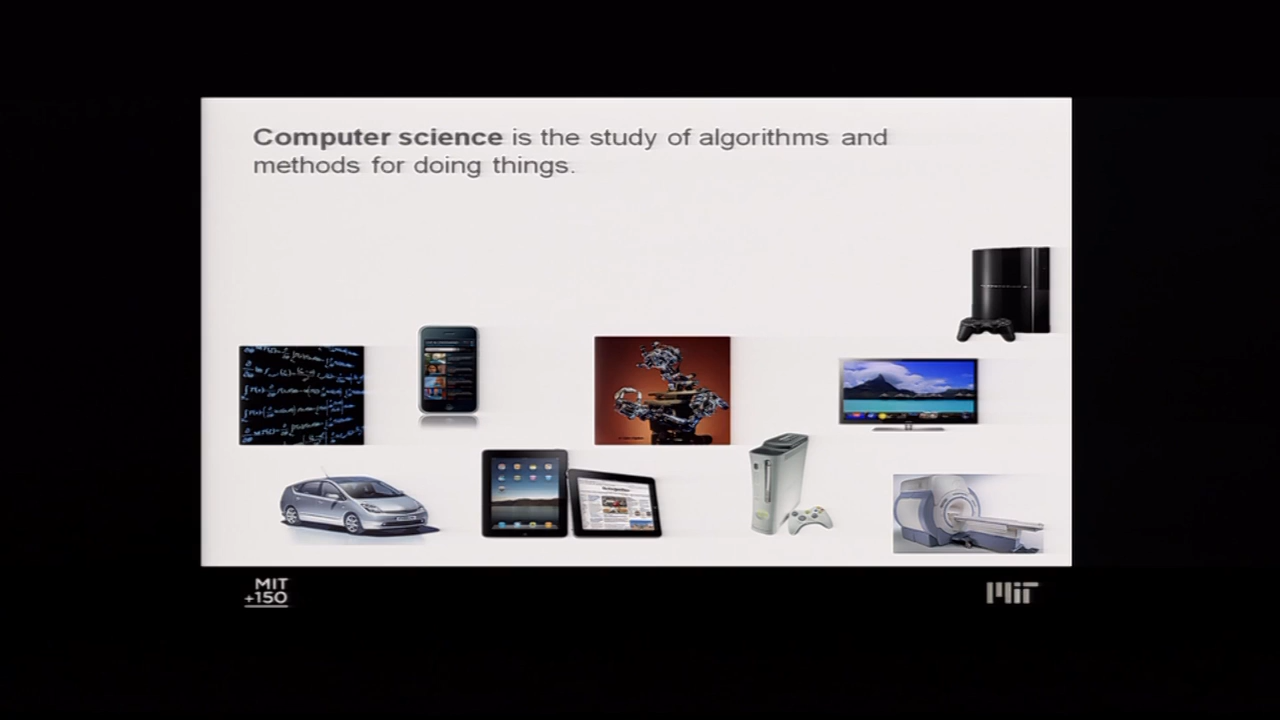 Computer science is the study of algorithms and
methods for doing things.
MIT
+150
MIT